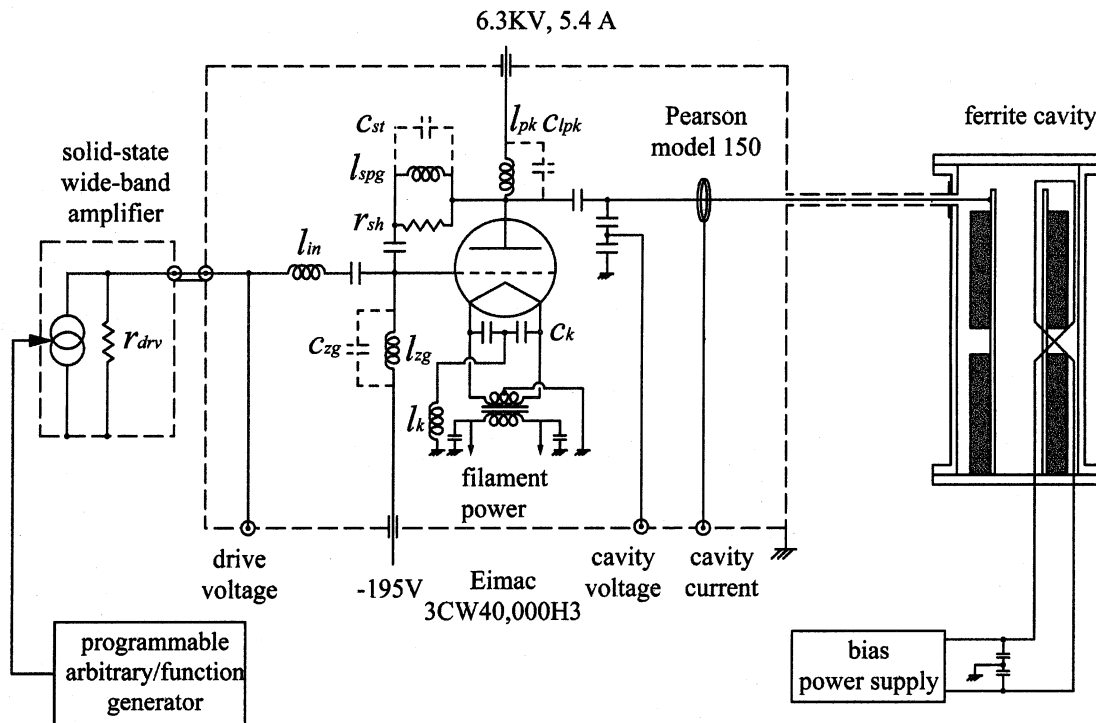 6.3KV, 5.4 A
solid-state
wide-band
amplifier
cst
lpk clpk
Pearson
model 150
ferrite cavity
lspg
rsh
lin
rdrv
czg
lzg
ck
lk
filament
power
drive
voltage
-195V
Eimac
3CW40,000H3
cavity
voltage
cavity
current
programmable
arbitrary/function
generator
bias
power supply